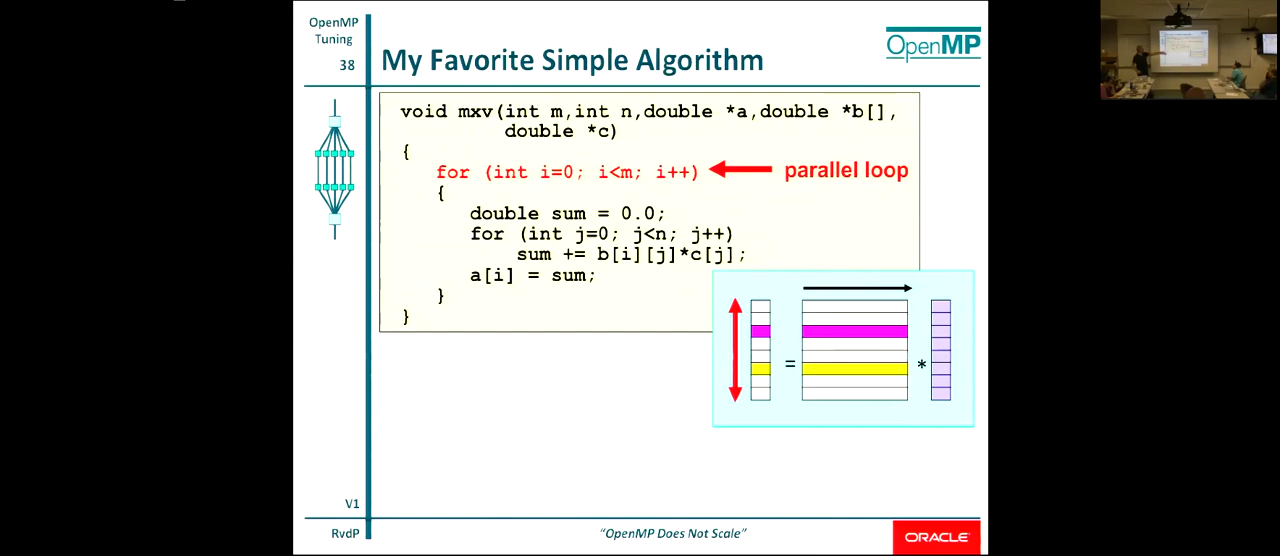 OpenMP
Tuning
38
My Favorite Simple Algorithm
OpenMP
void mxv(int m,int n,double *a,double *b[],
double *c)
{
for (int i=0; i<m; i++)
parallel loop
{
double sum = 0.0;
for (int j=0; j<n; j++)
sum += b[i][j]*c[j];
a[i] = sum;
}
}
= *
V1
RvdP
"OpenMP Does Not Scale"
ORACLE